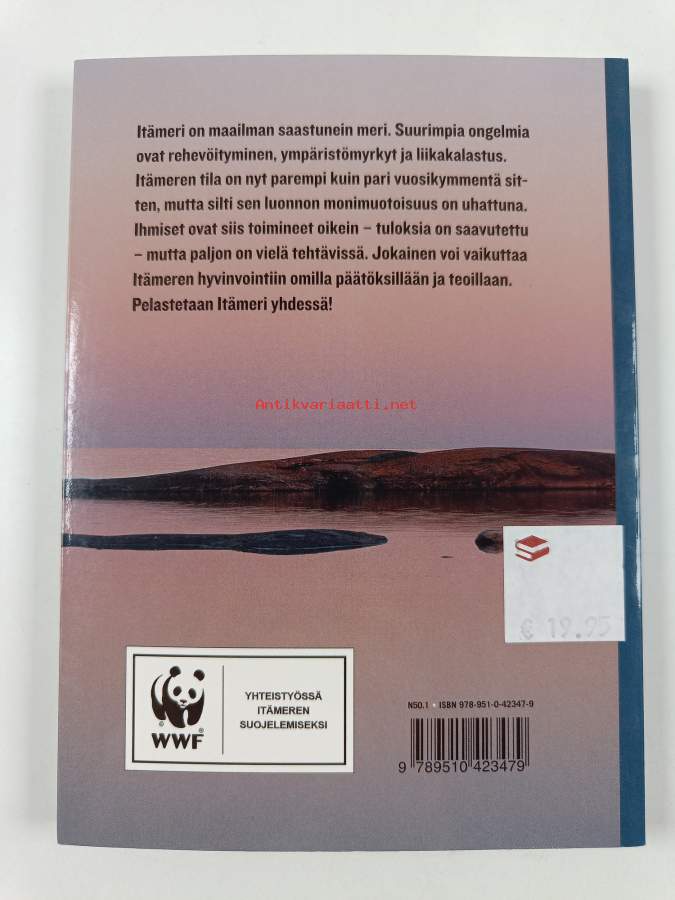 Itämeri on maailman saastunein meri. Suurimpia ongelmia
ovat rehevöityminen, ympäristömyrkyt ja liikakalastus.
Itämeren tila on nyt parempi kuin pari vuosikymmentä sit-
ten, mutta silti sen luonnon monimuotoisuus on uhattuna.
Ihmiset ovat siis toimineet oikein – tuloksia on saavutettu
– mutta paljon on vielä tehtävissä. Jokainen voi vaikuttaa
Itämeren hyvinvointiin omilla päätöksillään ja teoillaan.
Pelastetaan Itämeri yhdessä!
Antikvariaatti.net
€ 19.95
WWF
YHTEISTYÖSSÄ
ITÄMEREN
SUOJELEMISEKSI
N50.1 • ISBN 978-951-0-42347-9
9 789510 423479